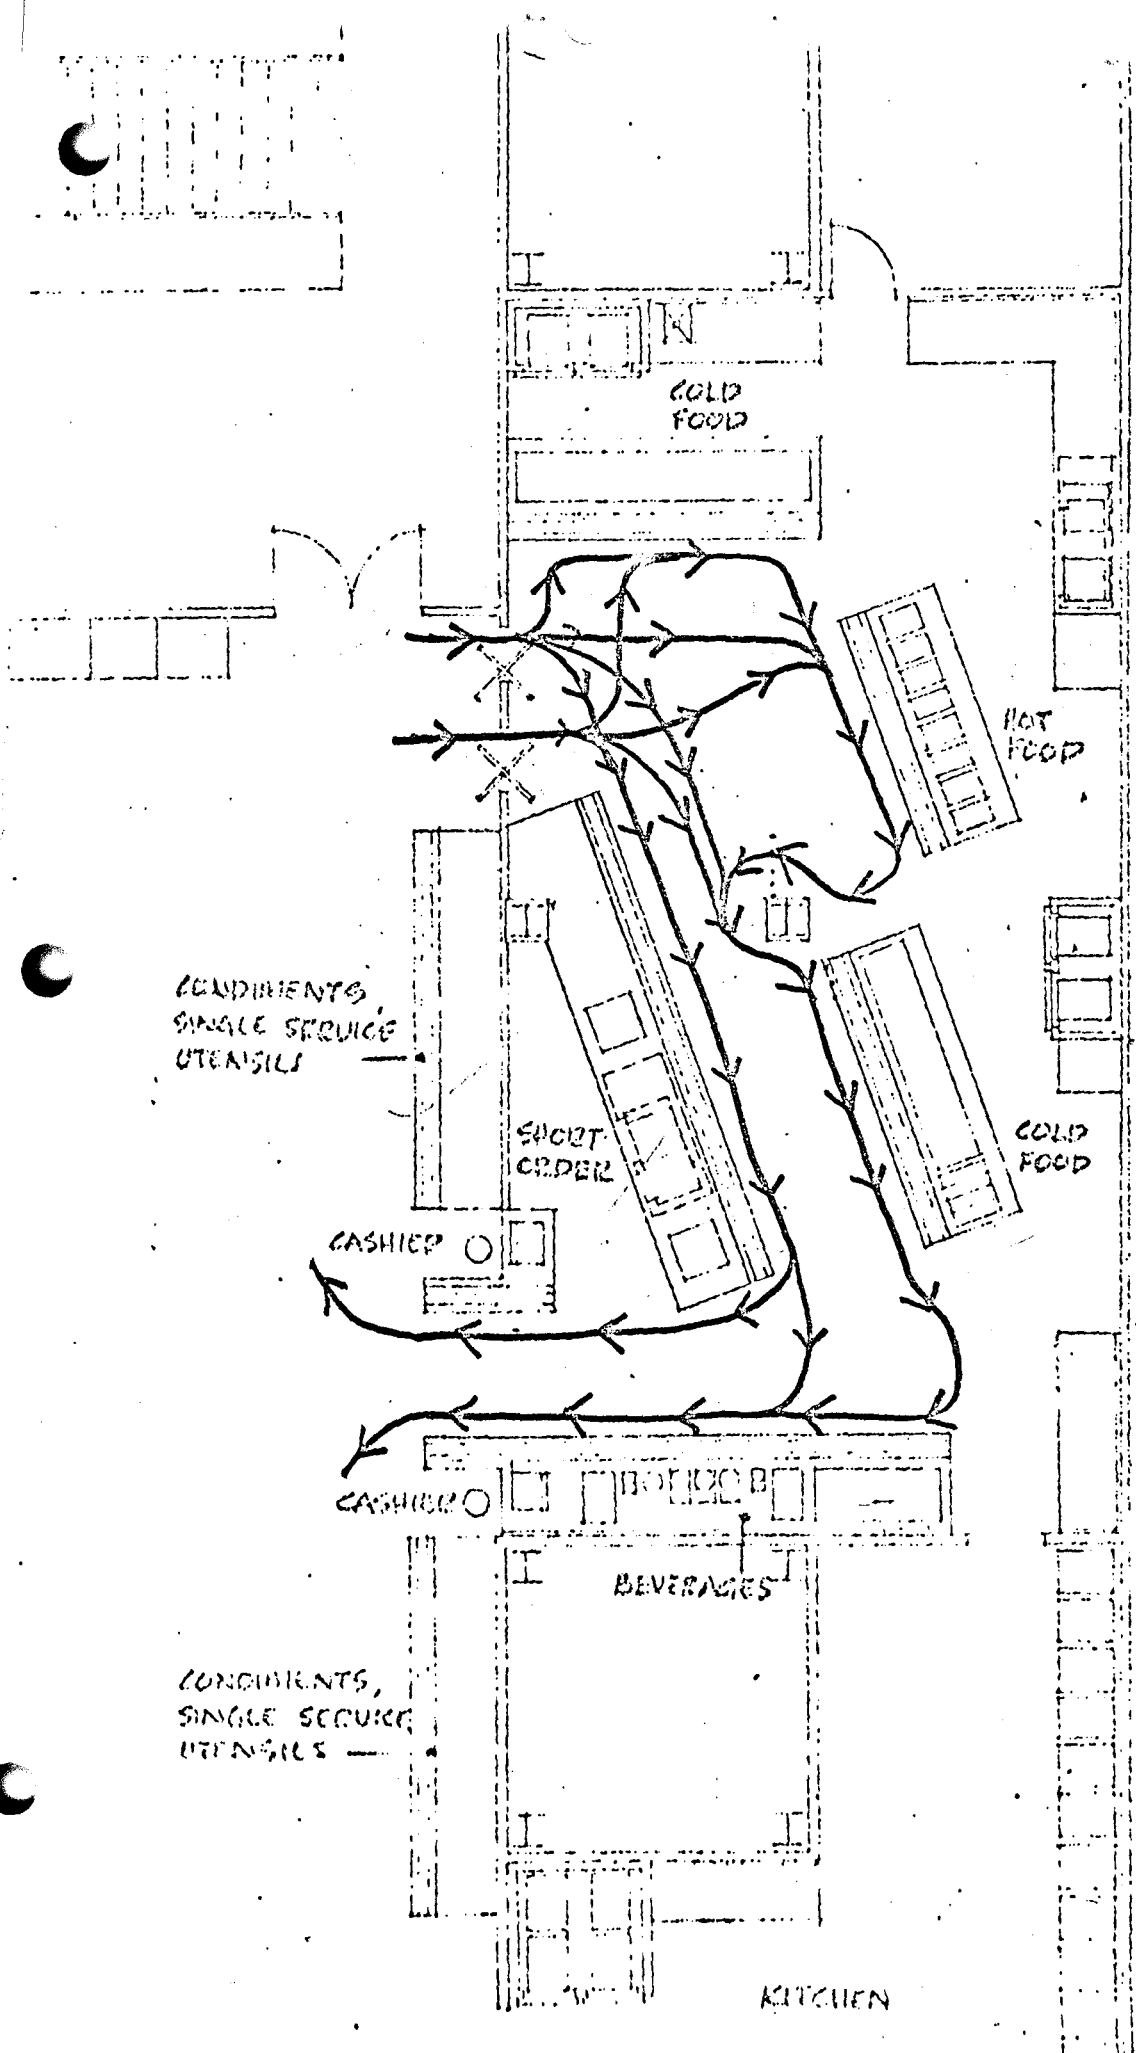 COLD
FOOD
HOT
FOOD
CONDIMENTS,
SINGLE SERVICE
UTENSILS
SHORT
ORDER
COLD
FOOD
CASHIER
CASHIER
BEVERAGES
CONDIMENTS,
SINGLE SERVICE
UTENSILS
KITCHEN